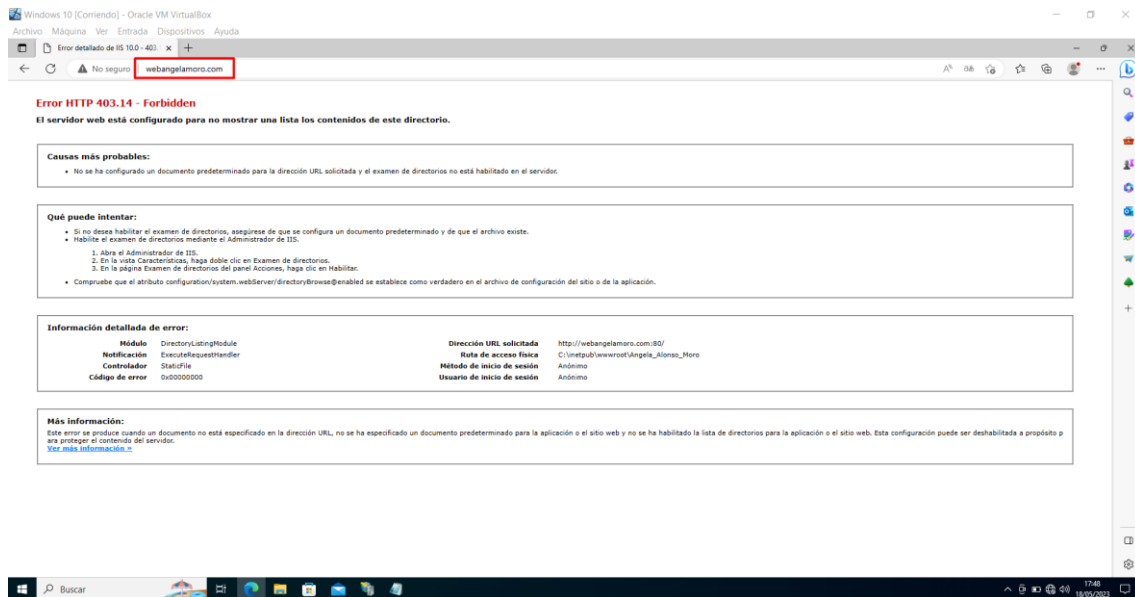 Windows 10 [Corriendo] - Oracle VM VirtualBox
Archivo Máquina Ver Entrada Dispositivos Ayuda
Error detallado de IIS 10.0 - 403.
No seguro webangelamoro.com
Error HTTP 403.14 - Forbidden
El servidor web está configurado para no mostrar una lista los contenidos de este directorio.
Causas más probables:
• No se ha configurado un documento predeterminado para la dirección URL solicitada y el examen de directorios no está habilitado en el servidor.
Qué puede intentar:
• Si no desea habilitar el examen de directorios, asegúrese de que se configura un documento predeterminado y de que el archivo existe.
• Habilite el examen de directorios mediante el Administrador de IIS.
1. Abra el Administrador de IIS.
2. En la vista Características, haga doble clic en Examen de directorios.
3. En la página Examen de directorios del panel Acciones, haga clic en Habilitar.
• Compruebe que el atributo configuration/system.webServer/directoryBrowse@enabled se establece como verdadero en el archivo de configuración del sitio o de la aplicación.
Información detallada de error:
Módulo DirectoryListingModule
Notificación ExecuteRequestHandler
Controlador StaticFile
Código de error 0x00000000
Dirección URL solicitada http://webangelamoro.com:80/
Ruta de acceso física C:\inetpub\wwwroot\Angela_Alonso_Moro
Método de inicio de sesión Anónimo
Usuario de inicio de sesión Anónimo
Más información:
Este error se produce cuando un documento no está especificado en la dirección URL, no se ha especificado un documento predeterminado para la aplicación o el sitio web y no se ha habilitado la lista de directorios para la aplicación o el sitio web. Esta configuración puede ser deshabilitada a propósito p
ara proteger el contenido del servidor.
Ver más información »
Buscar
17:48
18/05/2023